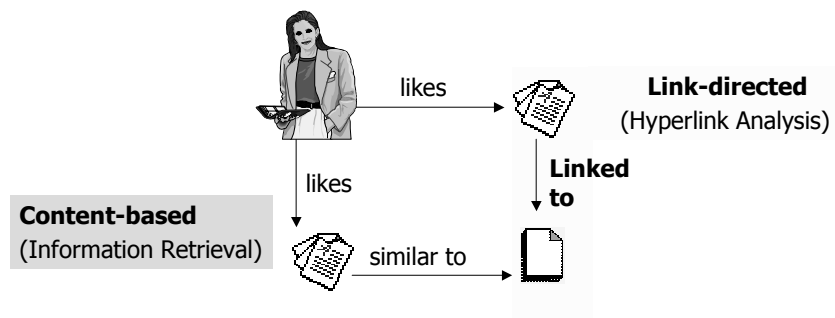 likes
Link-directed
(Hyperlink Analysis)
likes
Linked
to
Content-based
(Information Retrieval)
similar to